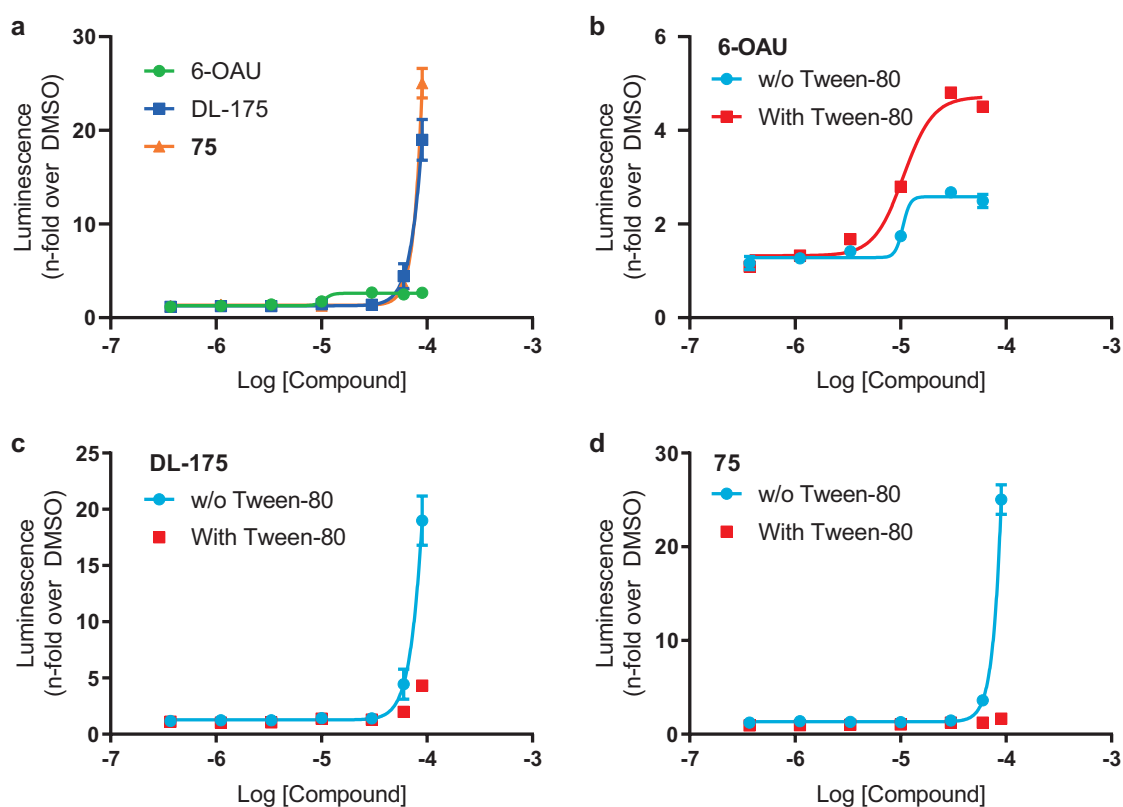 a
30
20
10
0
-7
-6
-5
-4
-3
Luminescence
(n-fold over DMSO)
Log [Compound]
6-OAU
DL-175
75
b
6
4
2
0
-7
-6
-5
-4
-3
Luminescence
(n-fold over DMSO)
Log [Compound]
6-OAU
w/o Tween-80
With Tween-80
c
25
20
15
10
5
0
-7
-6
-5
-4
-3
Luminescence
(n-fold over DMSO)
Log [Compound]
DL-175
w/o Tween-80
With Tween-80
d
30
20
10
0
-7
-6
-5
-4
-3
Luminescence
(n-fold over DMSO)
Log [Compound]
75
w/o Tween-80
With Tween-80